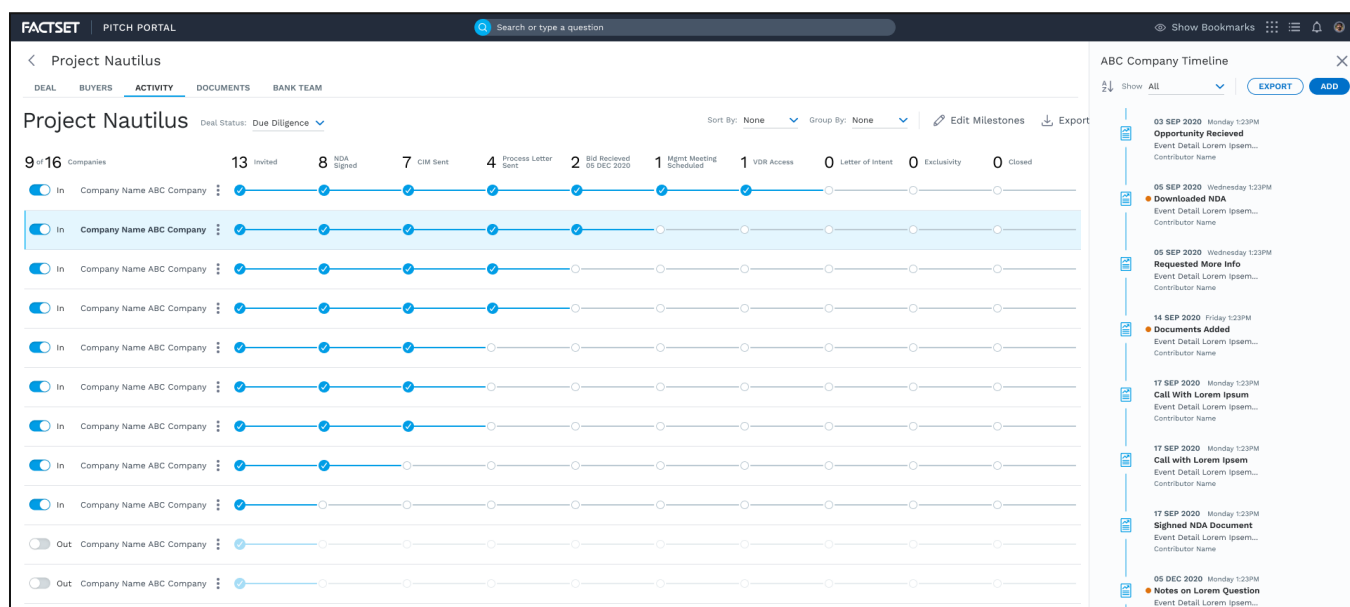 FACTSET PITCH PORTAL Search or type a question Show Bookmarks
Project Nautilus
DEAL BUYERS ACTIVITY DOCUMENTS BANK TEAM
Project Nautilus Deal Status: Due Diligence Sort By: None Group By: None Edit Milestones Export
9 of 16 Companies 13 Invited 8 NDA Signed 7 CIM Sent 4 Process Letter Sent 2 Bid Recieved 05 DEC 2020 1 Mgmt Meeting Scheduled 1 VDR Access 0 Letter of Intent 0 Exclusivity 0 Closed
In Company Name ABC Company
In Company Name ABC Company
In Company Name ABC Company
In Company Name ABC Company
In Company Name ABC Company
In Company Name ABC Company
In Company Name ABC Company
In Company Name ABC Company
In Company Name ABC Company
Out Company Name ABC Company
Out Company Name ABC Company
ABC Company Timeline
Show All EXPORT ADD
03 SEP 2020 Monday 1:23PM
Opportunity Recieved
Event Detail Lorem Ipsem...
Contributor Name
05 SEP 2020 Wednesday 1:23PM
Downloaded NDA
Event Detail Lorem Ipsem...
Contributor Name
05 SEP 2020 Wednesday 1:23PM
Requested More Info
Event Detail Lorem Ipsem...
Contributor Name
14 SEP 2020 Friday 1:23PM
Documents Added
Event Detail Lorem Ipsem...
Contributor Name
17 SEP 2020 Monday 1:23PM
Call With Lorem Ipsum
Event Detail Lorem Ipsem...
Contributor Name
17 SEP 2020 Monday 1:23PM
Call with Lorem Ipsem
Event Detail Lorem Ipsem...
Contributor Name
17 SEP 2020 Monday 1:23PM
Sighned NDA Document
Event Detail Lorem Ipsem...
Contributor Name
05 DEC 2020 Monday 1:23PM
Notes on Lorem Question
Event Detail Lorem Ipsem...